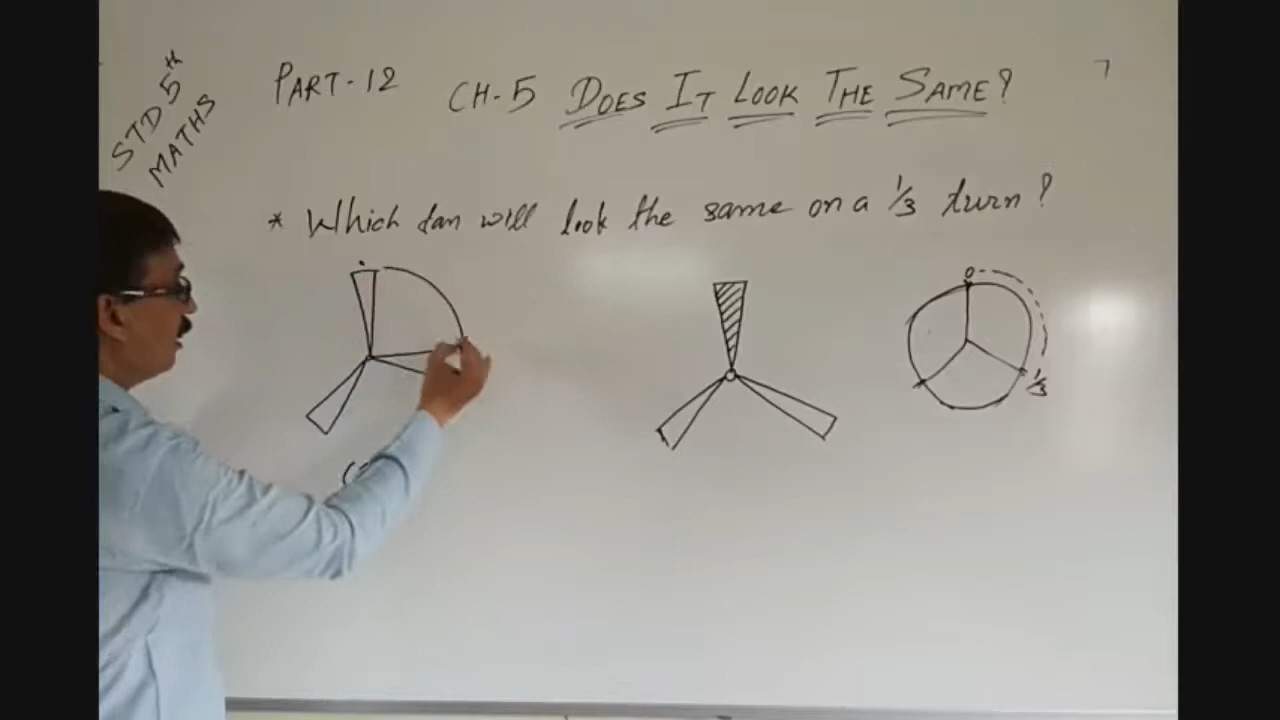 STD 5th
MATHS
PART-12 CH-5 DOES IT LOOK THE SAME?
* Which fan will look the same on a 1/3 turn?
0
1/3